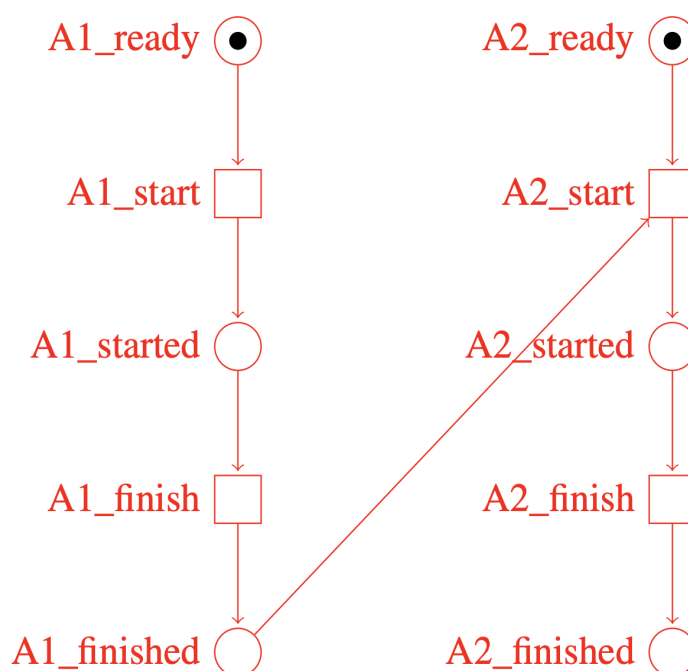 A1_ready
A2_ready
A1_start
A2_start
A1_started
A2_started
A1_finish
A2_finish
A1_finished
A2_finished